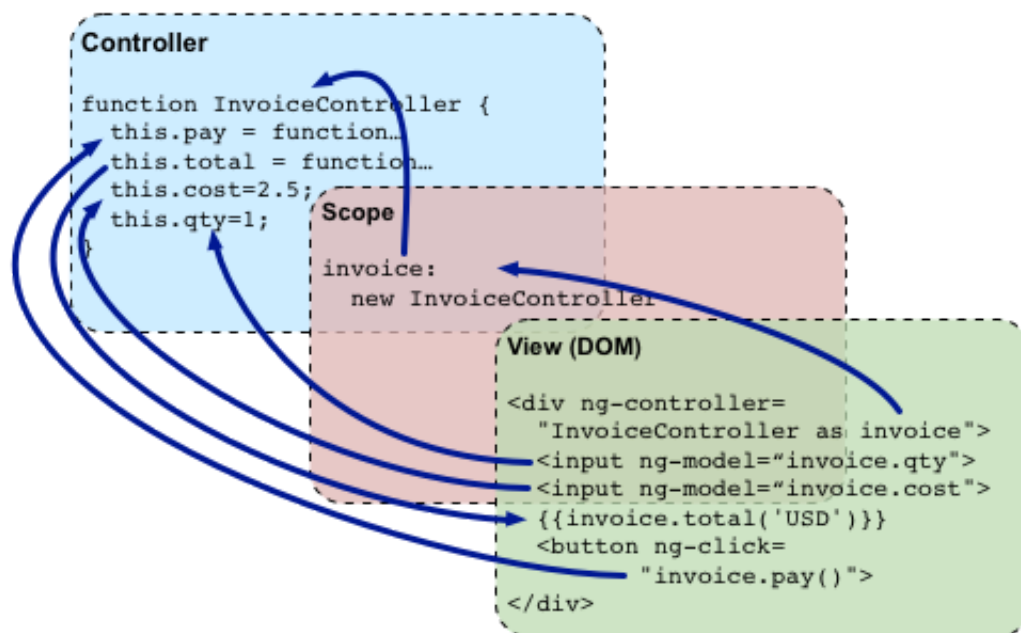 Controller
function InvoiceController {
this.pay = function…
this.total = function…
this.cost=2.5;
this.qty=1;
}
Scope
invoice:
new InvoiceController
View (DOM)
<div ng-controller=
"InvoiceController as invoice">
<input ng-model=“invoice.qty">
<input ng-model=“invoice.cost">
{{invoice.total('USD')}}
<button ng-click=
"invoice.pay()">
</div>